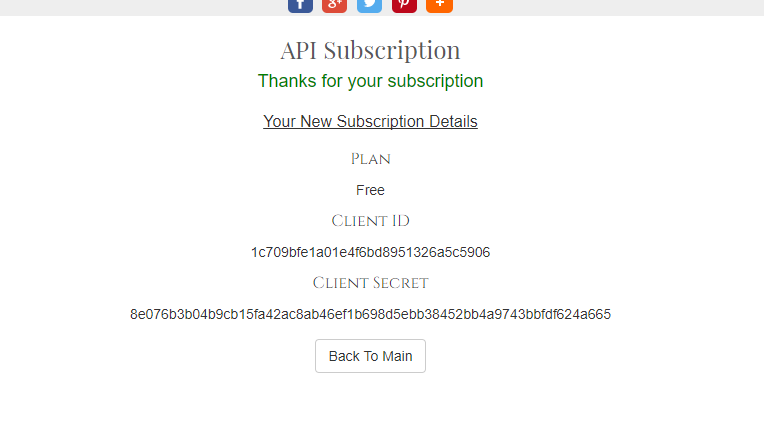 API Subscription
Thanks for your subscription
Your New Subscription Details
Plan
Free
Client ID
1c709bfe1a01e4f6bd8951326a5c5906
Client Secret
8e076b3b04b9cb15fa42ac8ab46ef1b698d5ebb38452bb4a9743bbfdf624a665
Back To Main